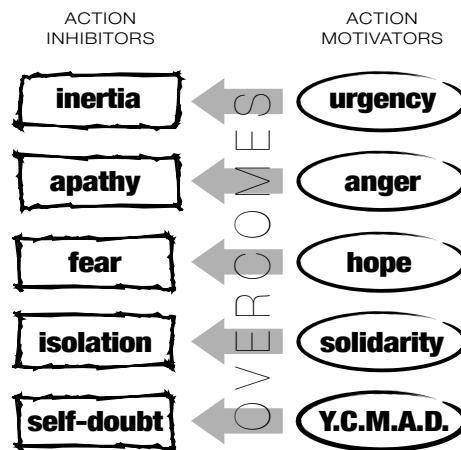 ACTION
INHIBITORS
ACTION
MOTIVATORS
inertia
urgency
apathy
anger
fear
hope
isolation
solidarity
self-doubt
Y.C.M.A.D.
OVERCOMES